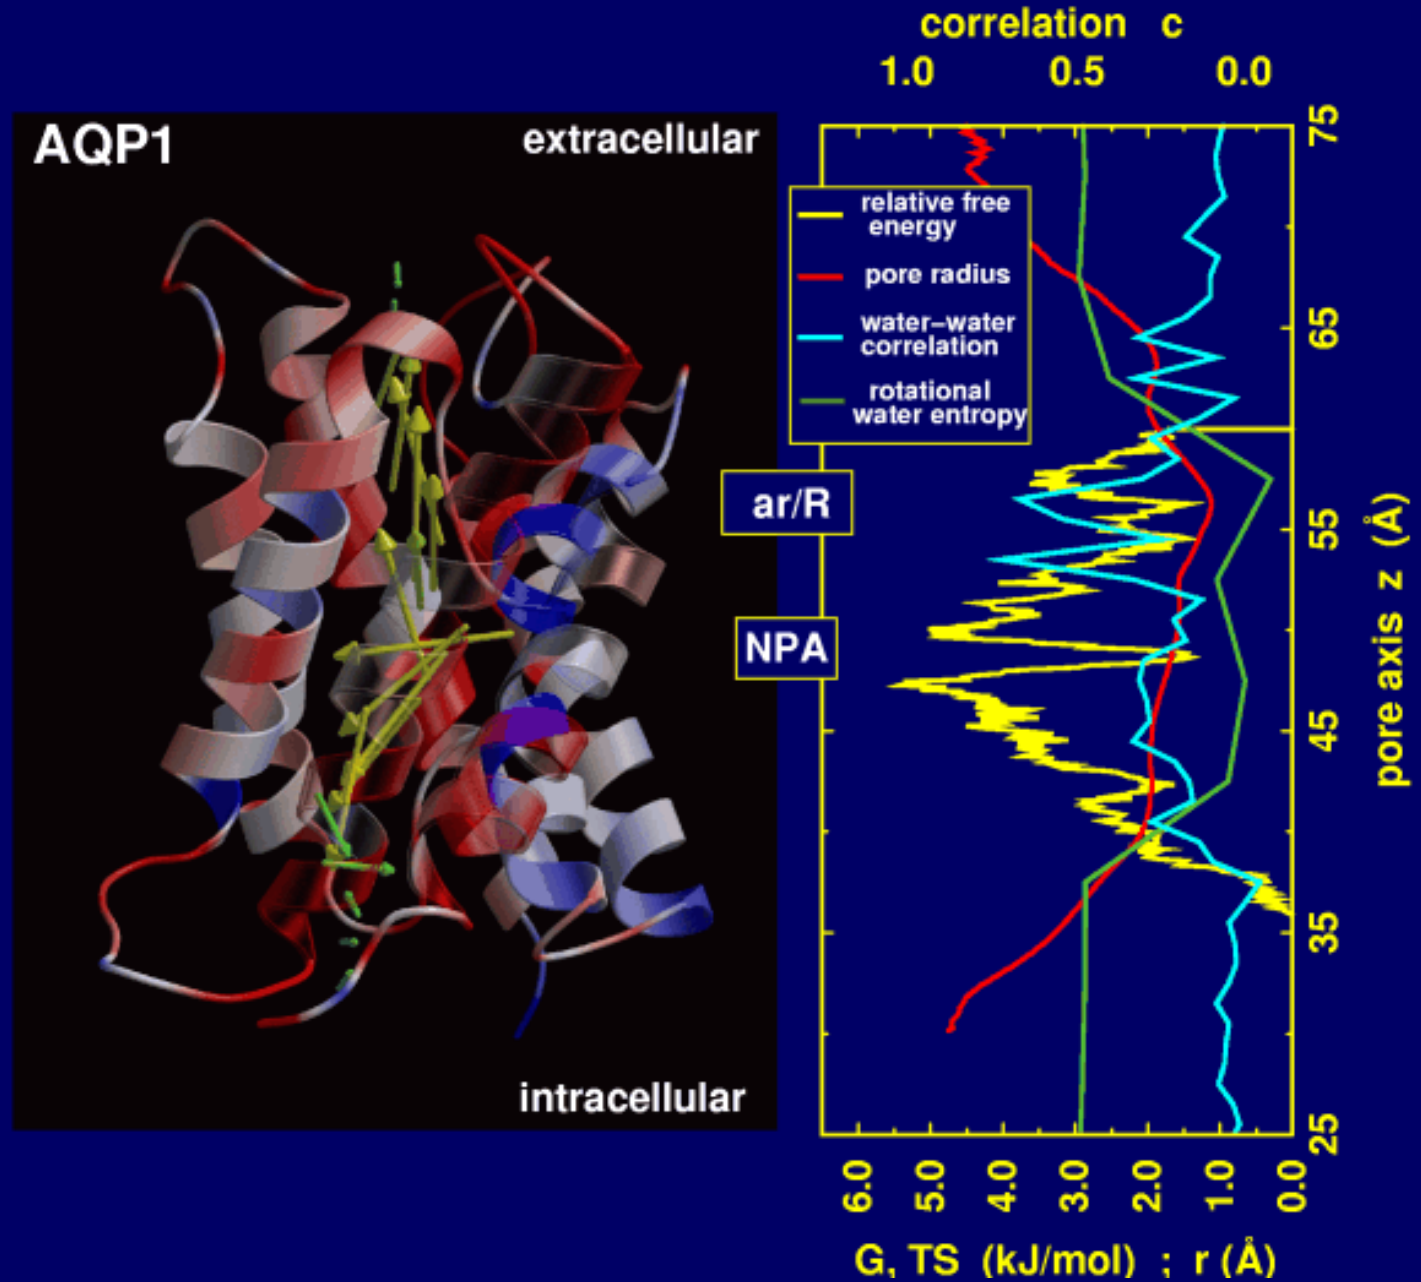 correlation c
1.0 0.5 0.0
AQP1
extracellular
relative free
energy
pore radius
water–water
correlation
rotational
water entropy
ar/R
NPA
intracellular
75
65
55
45
35
25
pore axis z (Å)
6.0 5.0 4.0 3.0 2.0 1.0 0.0
G, TS (kJ/mol) ; r (Å)